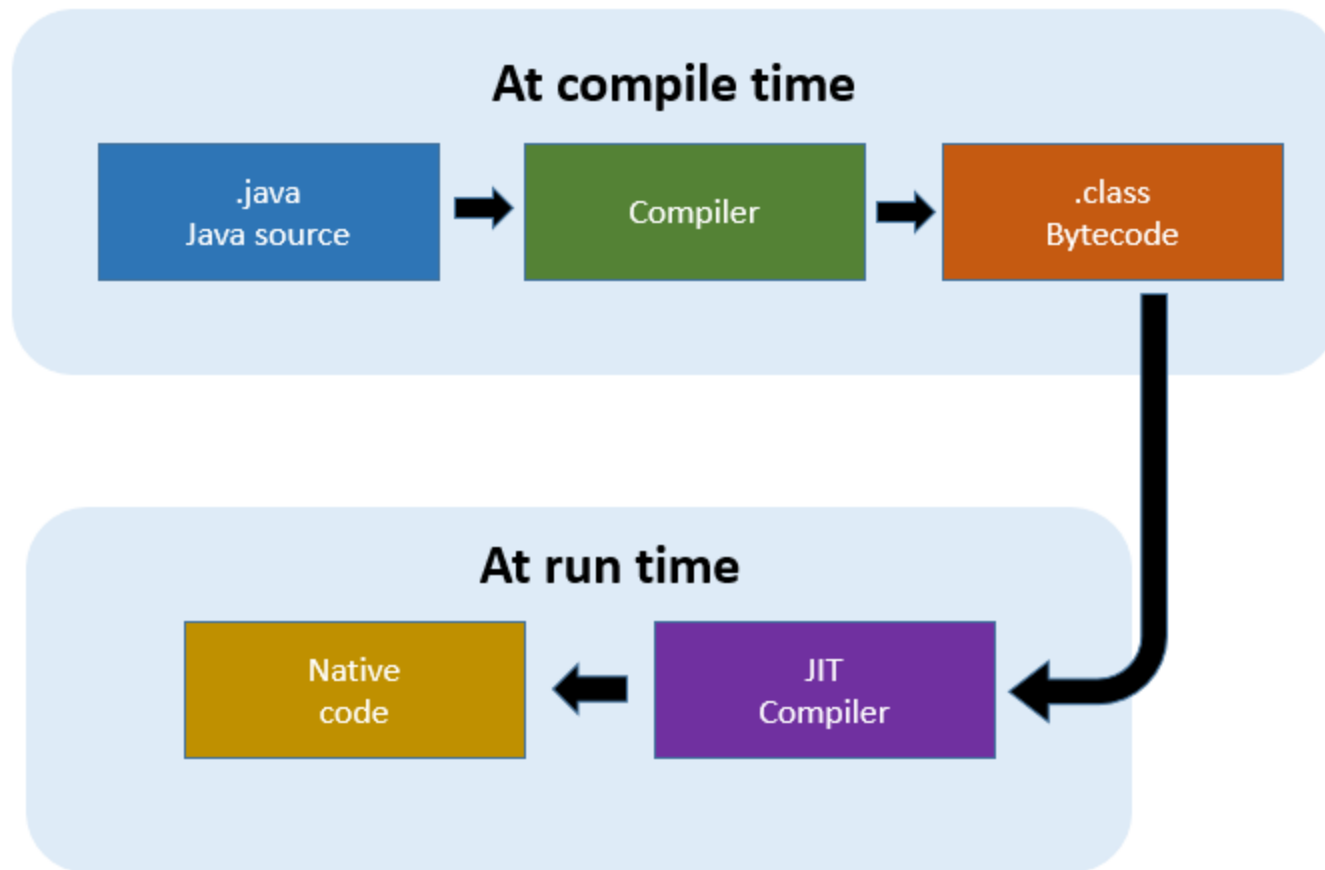 At compile time
.java
Java source
Compiler
.class
Bytecode
At run time
Native
code
JIT
Compiler